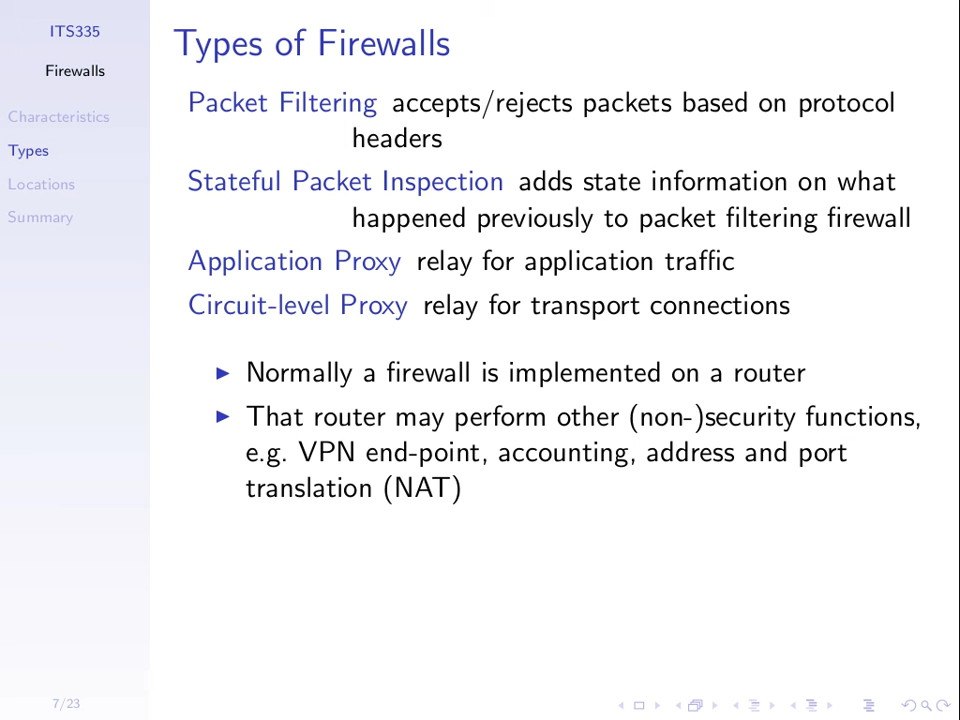 ITS335
Firewalls
Characteristics
Types
Locations
Summary
7/23
Types of Firewalls
Packet Filtering accepts/rejects packets based on protocol
headers
Stateful Packet Inspection adds state information on what
happened previously to packet filtering firewall
Application Proxy relay for application traffic
Circuit-level Proxy relay for transport connections
Normally a firewall is implemented on a router
That router may perform other (non-)security functions,
e.g. VPN end-point, accounting, address and port
translation (NAT)